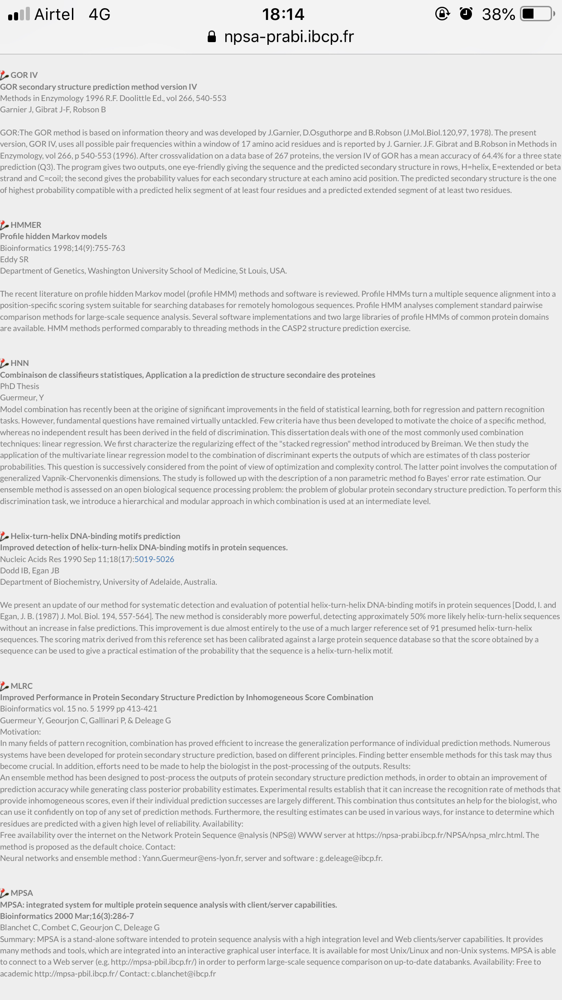 Airtel 4G 18:14 38%
npsa-prabi.ibcp.fr
GOR IV
GOR secondary structure prediction method version IV
Methods in Enzymology 1996 R.F. Doolittle Ed., vol 266, 540-553
Garnier J, Gibrat J-F, Robson B
GOR:The GOR method is based on information theory and was developed by J.Garnier, D.Osguthorpe and B.Robson (J.Mol.Biol.120,97, 1978). The present
version, GOR IV, uses all possible pair frequencies within a window of 17 amino acid residues and is reported by J. Garnier. J.F. Gibrat and B.Robson in Methods in
Enzymology, vol 266, p 540-553 (1996). After crossvalidation on a data base of 267 proteins, the version IV of GOR has a mean accuracy of 64.4% for a three state
prediction (Q3). The program gives two outputs, one eye-friendly giving the sequence and the predicted secondary structure in rows, H=helix, E=extended or beta
strand and C=coil; the second gives the probability values for each secondary structure at each amino acid position. The predicted secondary structure is the one
of highest probability compatible with a predicted helix segment of at least four residues and a predicted extended segment of at least two residues.
HMMER
Profile hidden Markov models
Bioinformatics 1998;14(9):755-763
Eddy SR
Department of Genetics, Washington University School of Medicine, St Louis, USA.
The recent literature on profile hidden Markov model (profile HMM) methods and software is reviewed. Profile HMMs turn a multiple sequence alignment into a
position-specific scoring system suitable for searching databases for remotely homologous sequences. Profile HMM analyses complement standard pairwise
comparison methods for large-scale sequence analysis. Several software implementations and two large libraries of profile HMMs of common protein domains
are available. HMM methods performed comparably to threading methods in the CASP2 structure prediction exercise.
HNN
Combinaison de classifieurs statistiques, Application a la prediction de structure secondaire des proteines
PhD Thesis
Guermeur, Y
Model combination has recently been at the origine of significant improvements in the field of statistical learning, both for regression and pattern recognition
tasks. However, fundamental questions have remained virtually untackled. Few criteria have thus been developed to motivate the choice of a specific method,
whereas no independent result has been derived in the field of discrimination. This dissertation deals with one of the most commonly used combination
techniques: linear regression. We first characterize the regularizing effect of the "stacked regression" method introduced by Breiman. We then study the
application of the multivariate linear regression model to the combination of discriminant experts the outputs of which are estimates of th class posterior
probabilities. This question is successively considered from the point of view of optimization and complexity control. The latter point involves the computation of
generalized Vapnik-Chervonenkis dimensions. The study is followed up with the description of a non parametric method fo Bayes' error rate estimation. Our
ensemble method is assessed on an open biological sequence processing problem: the problem of globular protein secondary structure prediction. To perform this
discrimination task, we introduce a hierarchical and modular approach in which combination is used at an intermediate level.
Helix-turn-helix DNA-binding motifs prediction
Improved detection of helix-turn-helix DNA-binding motifs in protein sequences.
Nucleic Acids Res 1990 Sep 11;18(17):5019-5026
Dodd IB, Egan JB
Department of Biochemistry, University of Adelaide, Australia.
We present an update of our method for systematic detection and evaluation of potential helix-turn-helix DNA-binding motifs in protein sequences [Dodd, I. and
Egan, J. B. (1987) J. Mol. Biol. 194, 557-564]. The new method is considerably more powerful, detecting approximately 50% more likely helix-turn-helix sequences
without an increase in false predictions. This improvement is due almost entirely to the use of a much larger reference set of 91 presumed helix-turn-helix
sequences. The scoring matrix derived from this reference set has been calibrated against a large protein sequence database so that the score obtained by a
sequence can be used to give a practical estimation of the probability that the sequence is a helix-turn-helix motif.
MLRC
Improved Performance in Protein Secondary Structure Prediction by Inhomogeneous Score Combination
Bioinformatics vol. 15 no. 5 1999 pp 413-421
Guermeur Y, Geourjon C, Gallinari P, & Deleage G
Motivation:
In many fields of pattern recognition, combination has proved efficient to increase the generalization performance of individual prediction methods. Numerous
systems have been developed for protein secondary structure prediction, based on different principles. Finding better ensemble methods for this task may thus
become crucial. In addition, efforts need to be made to help the biologist in the post-processing of the outputs. Results:
An ensemble method has been designed to post-process the outputs of protein secondary structure prediction methods, in order to obtain an improvement of
prediction accuracy while generating class posterior probability estimates. Experimental results establish that it can increase the recognition rate of methods that
provide inhomogeneous scores, even if their individual prediction successes are largely different. This combination thus contsitutes an help for the biologist, who
can use it confidently on top of any set of prediction methods. Furthermore, the resulting estimates can be used in various ways, for instance to determine which
residues are predicted with a given high level of reliability. Availability:
Free availability over the internet on the Network Protein Sequence @nalysis (NPS@) WWW server at https://npsa-prabi.ibcp.fr/NPSA/npsa_mlrc.html. The
method is proposed as the default choice. Contact:
Neural networks and ensemble method : Yann.Guermeur@ens-lyon.fr, server and software : g.deleage@ibcp.fr.
MPSA
MPSA: integrated system for multiple protein sequence analysis with client/server capabilities.
Bioinformatics 2000 Mar;16(3):286-7
Blanchet C, Combet C, Geourjon C, Deleage G
Summary: MPSA is a stand-alone software intended to protein sequence analysis with a high integration level and Web clients/server capabilities. It provides
many methods and tools, which are integrated into an interactive graphical user interface. It is available for most Unix/Linux and non-Unix systems. MPSA is able
to connect to a Web server (e.g. http://mpsa-pbil.ibcp.fr/) in order to perform large-scale sequence comparison on up-to-date databanks. Availability: Free to
academic http://mpsa-pbil.ibcp.fr/ Contact: c.blanchet@ibcp.fr